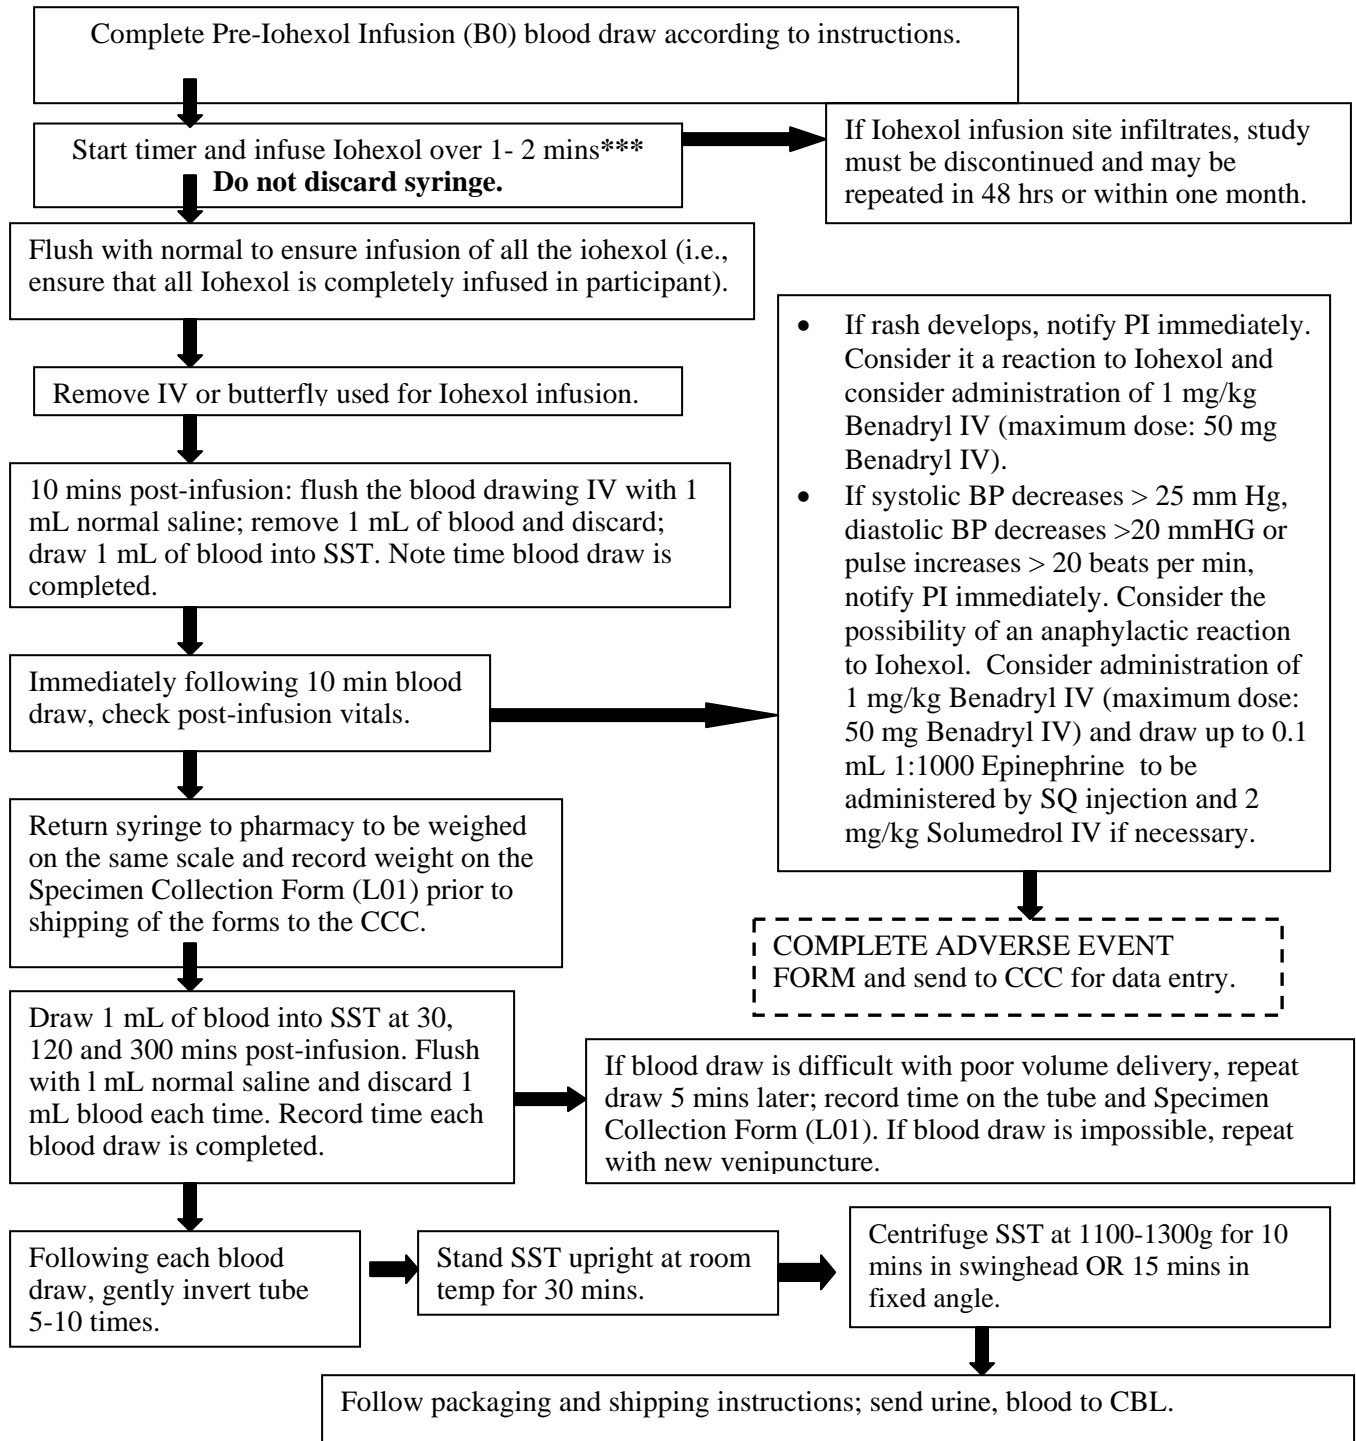 Complete Pre-Iohexol Infusion (B0) blood draw according to instructions.
Start timer and infuse Iohexol over 1- 2 mins***
Do not discard syringe.
If Iohexol infusion site infiltrates, study
must be discontinued and may be
repeated in 48 hrs or within one month.
Flush with normal to ensure infusion of all the iohexol (i.e.,
ensure that all Iohexol is completely infused in participant).
Remove IV or butterfly used for Iohexol infusion.
10 mins post-infusion: flush the blood drawing IV with 1
mL normal saline; remove 1 mL of blood and discard;
draw 1 mL of blood into SST. Note time blood draw is
completed.
Immediately following 10 min blood
draw, check post-infusion vitals.
• If rash develops, notify PI immediately.
Consider it a reaction to Iohexol and
consider administration of 1 mg/kg
Benadryl IV (maximum dose: 50 mg
Benadryl IV).
• If systolic BP decreases > 25 mm Hg,
diastolic BP decreases >20 mmHG or
pulse increases > 20 beats per min,
notify PI immediately. Consider the
possibility of an anaphylactic reaction
to Iohexol.  Consider administration of
1 mg/kg Benadryl IV (maximum dose:
50 mg Benadryl IV) and draw up to 0.1
mL 1:1000 Epinephrine  to be
administered by SQ injection and 2
mg/kg Solumedrol IV if necessary.
Return syringe to pharmacy to be weighed
on the same scale and record weight on the
Specimen Collection Form (L01) prior to
shipping of the forms to the CCC.
COMPLETE ADVERSE EVENT
FORM and send to CCC for data entry.
Draw 1 mL of blood into SST at 30,
120 and 300 mins post-infusion. Flush
with l mL normal saline and discard 1
mL blood each time. Record time each
blood draw is completed.
If blood draw is difficult with poor volume delivery, repeat
draw 5 mins later; record time on the tube and Specimen
Collection Form (L01). If blood draw is impossible, repeat
with new venipuncture.
Following each blood
draw, gently invert tube
5-10 times.
Stand SST upright at room
temp for 30 mins.
Centrifuge SST at 1100-1300g for 10
mins in swinghead OR 15 mins in
fixed angle.
Follow packaging and shipping instructions; send urine, blood to CBL.